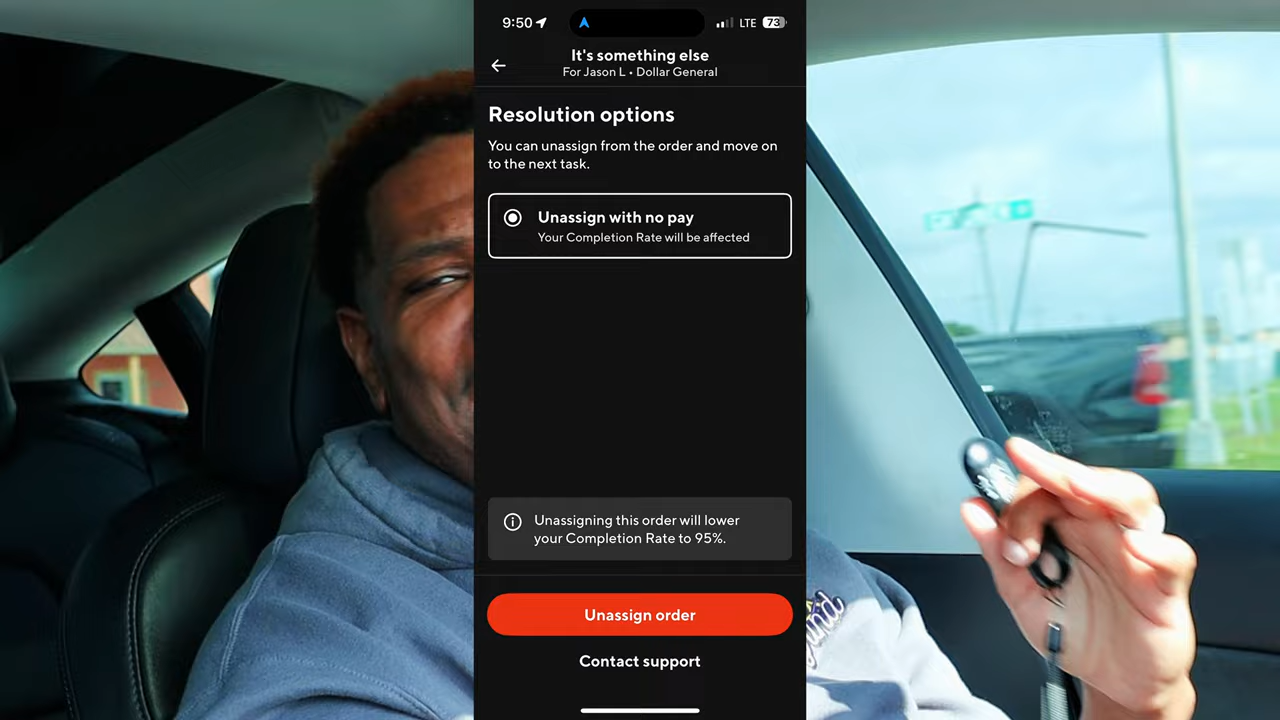 9:50
LTE 73
It's something else
For Jason L • Dollar General
Resolution options
You can unassign from the order and move on
to the next task.
Unassign with no pay
Your Completion Rate will be affected
Unassigning this order will lower
your Completion Rate to 95%.
Unassign order
Contact support